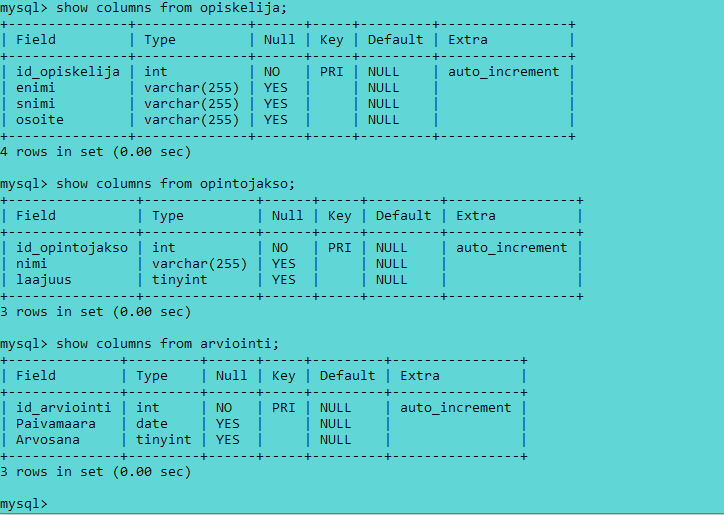 mysql> show columns from opiskelija;
+---------------+--------------+------+-----+---------+----------------+
| Field         | Type         | Null | Key | Default | Extra          |
+---------------+--------------+------+-----+---------+----------------+
| id_opiskelija | int          | NO   | PRI | NULL    | auto_increment |
| enimi         | varchar(255) | YES  |     | NULL    |                |
| snimi         | varchar(255) | YES  |     | NULL    |                |
| osoite        | varchar(255) | YES  |     | NULL    |                |
+---------------+--------------+------+-----+---------+----------------+
4 rows in set (0.00 sec)
mysql> show columns from opintojakso;
+----------------+--------------+------+-----+---------+----------------+
| Field          | Type         | Null | Key | Default | Extra          |
+----------------+--------------+------+-----+---------+----------------+
| id_opintojakso | int          | NO   | PRI | NULL    | auto_increment |
| nimi           | varchar(255) | YES  |     | NULL    |                |
| laajuus        | tinyint      | YES  |     | NULL    |                |
+----------------+--------------+------+-----+---------+----------------+
3 rows in set (0.00 sec)
mysql> show columns from arviointi;
+--------------+---------+------+-----+---------+----------------+
| Field        | Type    | Null | Key | Default | Extra          |
+--------------+---------+------+-----+---------+----------------+
| id_arviointi | int     | NO   | PRI | NULL    | auto_increment |
| Paivamaara   | date    | YES  |     | NULL    |                |
| Arvosana     | tinyint | YES  |     | NULL    |                |
+--------------+---------+------+-----+---------+----------------+
3 rows in set (0.00 sec)
mysql>